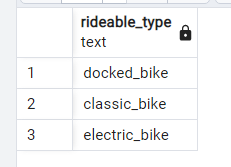 rideable_type
text
1 docked_bike
2 classic_bike
3 electric_bike